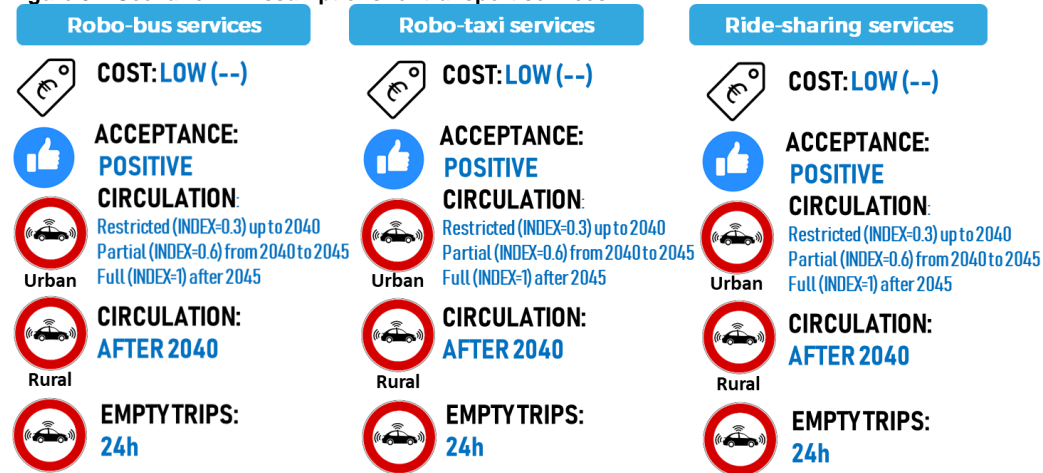 Robo-bus services
COST: LOW (--)
ACCEPTANCE:
POSITIVE
CIRCULATION:
Restricted (INDEX=0.3) up to 2040
Partial (INDEX=0.6) from 2040 to 2045
Full (INDEX=1) after 2045
Urban
CIRCULATION:
AFTER 2040
Rural
EMPTY TRIPS:
24h
Robo-taxi services
COST: LOW (--)
ACCEPTANCE:
POSITIVE
CIRCULATION:
Restricted (INDEX=0.3) up to 2040
Partial (INDEX=0.6) from 2040 to 2045
Full (INDEX=1) after 2045
Urban
CIRCULATION:
AFTER 2040
Rural
EMPTY TRIPS:
24h
Ride-sharing services
COST: LOW (--)
ACCEPTANCE:
POSITIVE
CIRCULATION:
Restricted (INDEX=0.3) up to 2040
Partial (INDEX=0.6) from 2040 to 2045
Full (INDEX=1) after 2045
Urban
CIRCULATION:
AFTER 2040
Rural
EMPTY TRIPS:
24h